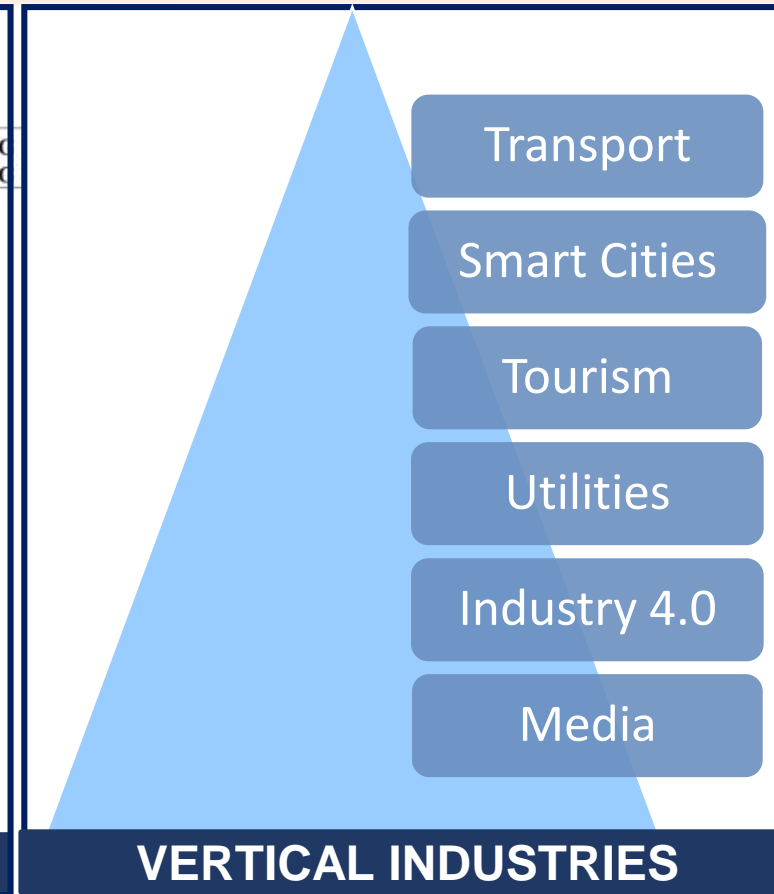 Transport
Smart Cities
Tourism
Utilities
Industry 4.0
Media
VERTICAL INDUSTRIES